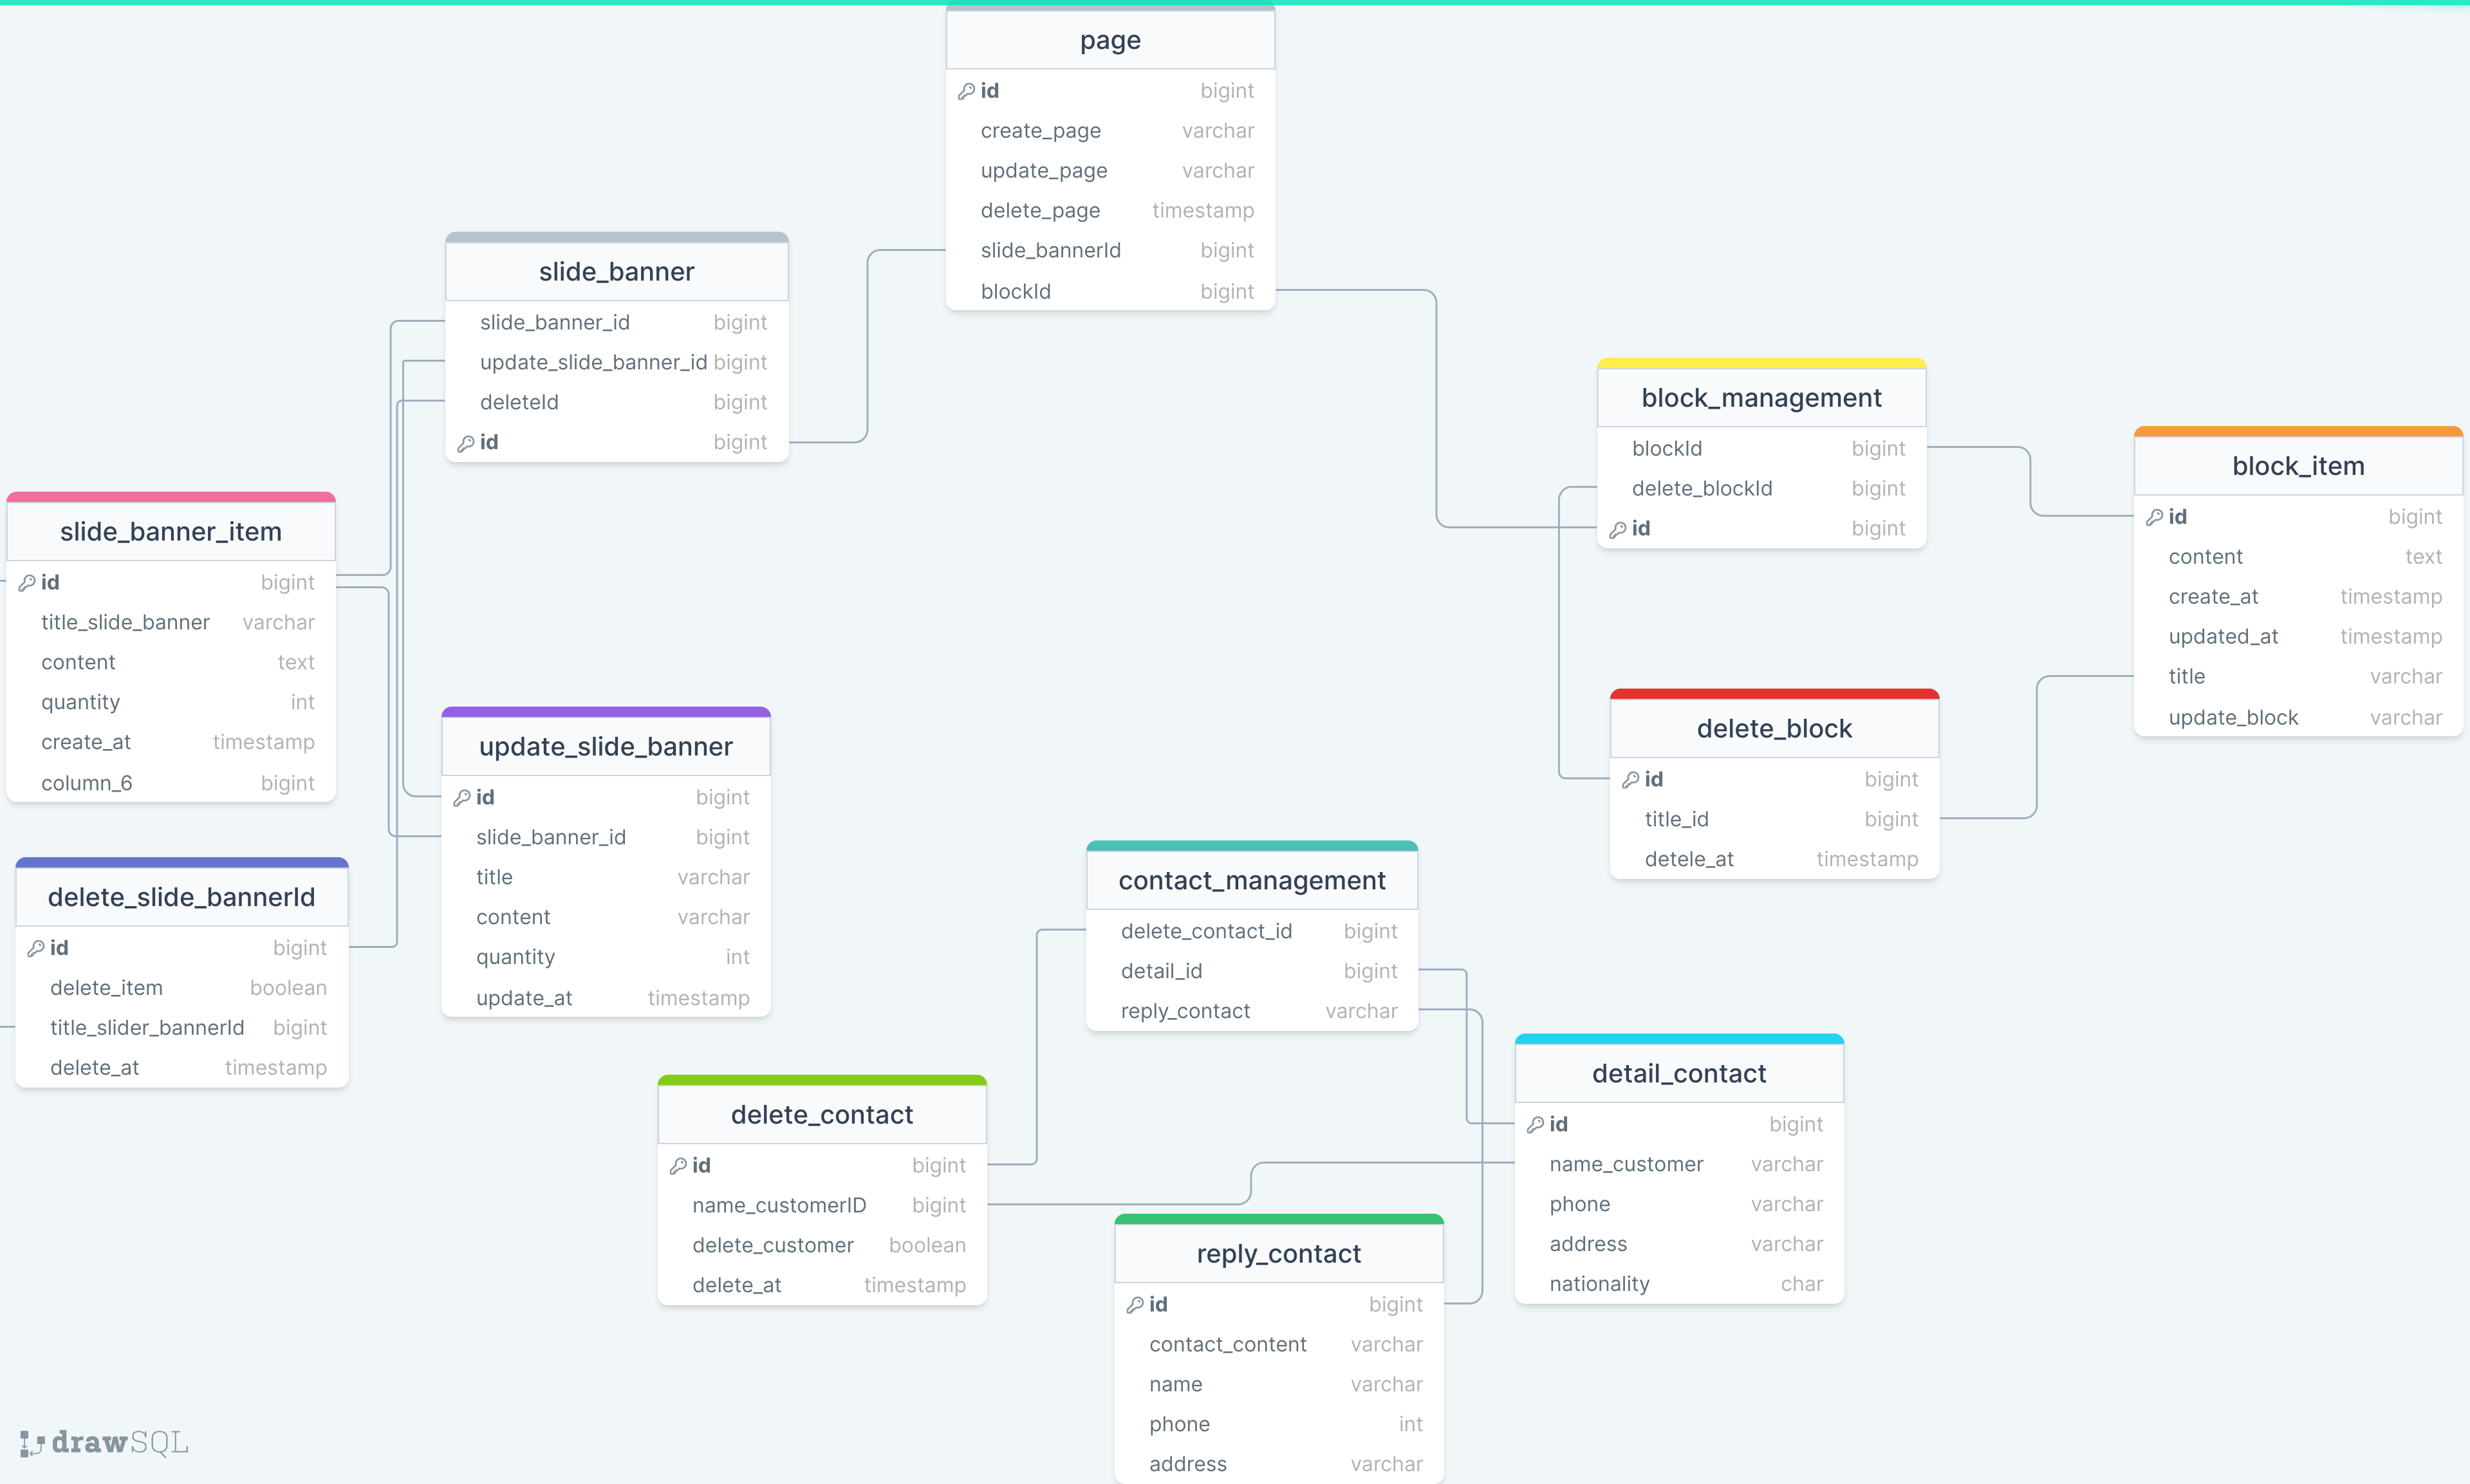 page
id bigint
create_page varchar
update_page varchar
delete_page timestamp
slide_bannerId bigint
blockId bigint
slide_banner
slide_banner_id bigint
update_slide_banner_id bigint
deleteId bigint
id bigint
block_management
blockId bigint
delete_blockId bigint
id bigint
block_item
id bigint
content text
create_at timestamp
updated_at timestamp
title varchar
update_block varchar
slide_banner_item
id bigint
title_slide_banner varchar
content text
quantity int
create_at timestamp
column_6 bigint
update_slide_banner
id bigint
slide_banner_id bigint
title varchar
content varchar
quantity int
update_at timestamp
delete_block
id bigint
title_id bigint
detele_at timestamp
delete_slide_bannerId
id bigint
delete_item boolean
title_slider_bannerId bigint
delete_at timestamp
contact_management
delete_contact_id bigint
detail_id bigint
reply_contact varchar
detail_contact
id bigint
name_customer varchar
phone varchar
address varchar
nationality char
delete_contact
id bigint
name_customerID bigint
delete_customer boolean
delete_at timestamp
reply_contact
id bigint
contact_content varchar
name varchar
phone int
address varchar
drawSQL